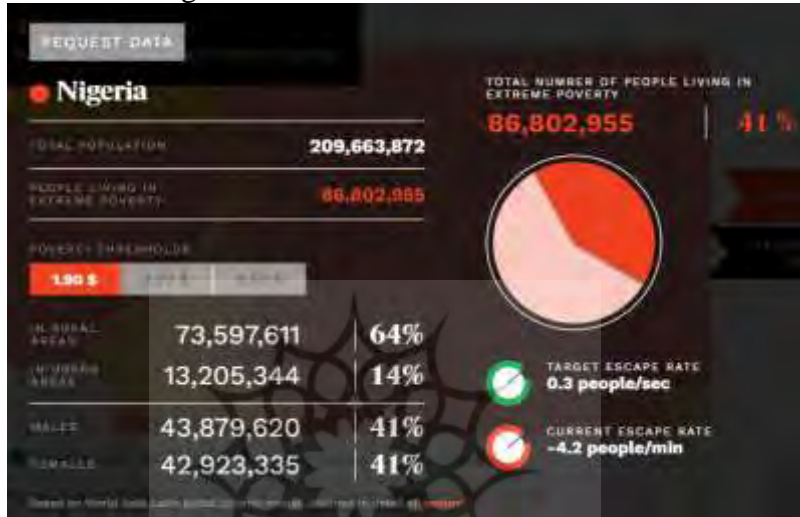 REQUEST DATA
Nigeria
TOTAL POPULATION 209,663,872
PEOPLE LIVING IN
EXTREME POVERTY 86,802,955
POVERTY THRESHOLDS
1.90 $
IN RURAL
AREAS 73,597,611 64%
IN URBAN
AREAS 13,205,344 14%
MALES 43,879,620 41%
FEMALES 42,923,335 41%
TOTAL NUMBER OF PEOPLE LIVING IN
EXTREME POVERTY
86,802,955 41 %
TARGET ESCAPE RATE
0.3 people/sec
CURRENT ESCAPE RATE
-4.2 people/min